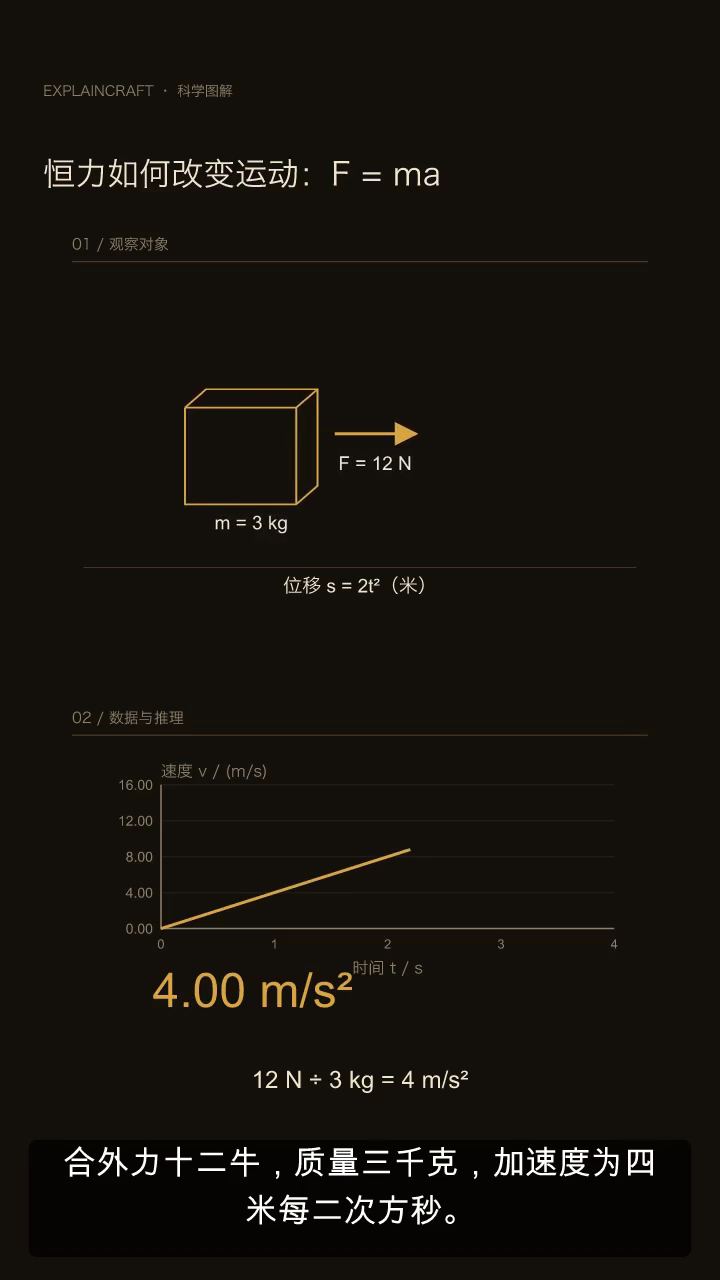 EXPLAINCRAFT · 科学图解
恒力如何改变运动：F = ma
01 / 观察对象
F = 12 N
m = 3 kg
位移 s = 2t²（米）
02 / 数据与推理
速度 v / (m/s)
16.00
12.00
8.00
4.00
0.00
0 1 2 3 4
时间 t / s
4.00 m/s²
12 N ÷ 3 kg = 4 m/s²
合外力十二牛，质量三千克，加速度为四
米每二次方秒。